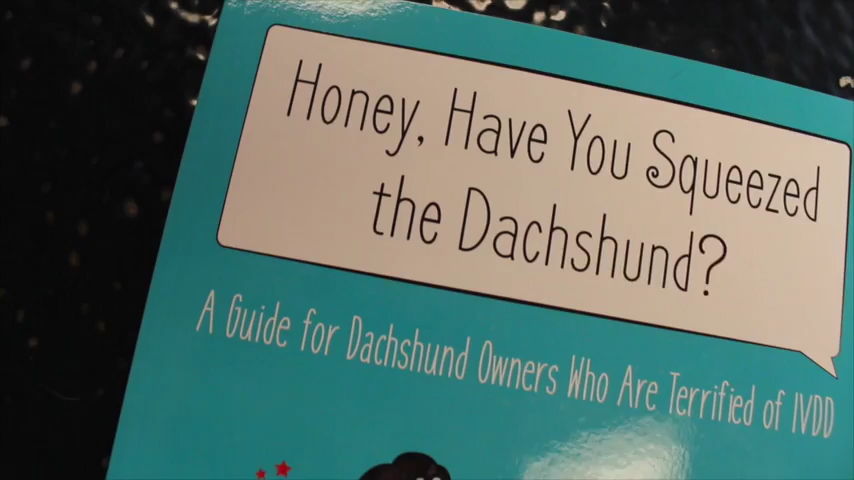 Honey, Have You Squeezed
the Dachshund?
A Guide for Dachshund Owners Who Are Terrified of IVDD